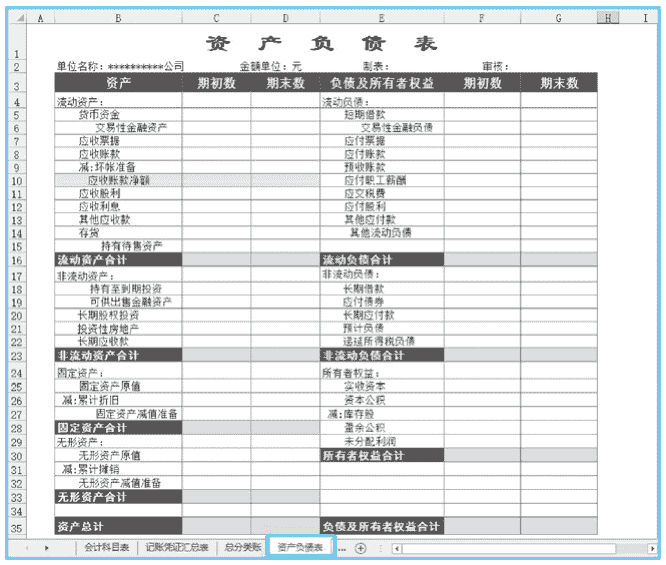 A B C D E F G H I
1 资 产 负 债 表
2 单位名称：**********公司 金额单位：元 制表： 审核：
3 资产 期初数 期末数 负债及所有者权益 期初数 期末数
4 流动资产： 流动负债：
5 货币资金 短期借款
6 交易性金融资产 交易性金融负债
7 应收票据 应付票据
8 应收账款 应付账款
9 减:坏帐准备 预收账款
10 应收账款净额 应付职工薪酬
11 应收股利 应交税费
12 应收利息 应付股利
13 其他应收款 其他应付款
14 存货 其他流动负债
15 持有待售资产
16 流动资产合计 流动负债合计
17 非流动资产： 非流动负债：
18 持有至到期投资 长期借款
19 可供出售金融资产 应付债券
20 长期股权投资 长期应付款
21 投资性房地产 预计负债
22 长期应收款 递延所得税负债
23 非流动资产合计 非流动负债合计
24 固定资产： 所有者权益：
25 固定资产原值 实收资本
26 减:累计折旧 资本公积
27 固定资产减值准备 减:库存股
28 固定资产合计 盈余公积
29 无形资产： 未分配利润
30 无形资产原值 所有者权益合计
31 减:累计摊销
32 无形资产减值准备
33 无形资产合计
34
35 资产总计 负债及所有者权益合计
会计科目表 记账凭证汇总表 总分类账 资产负债表 ...